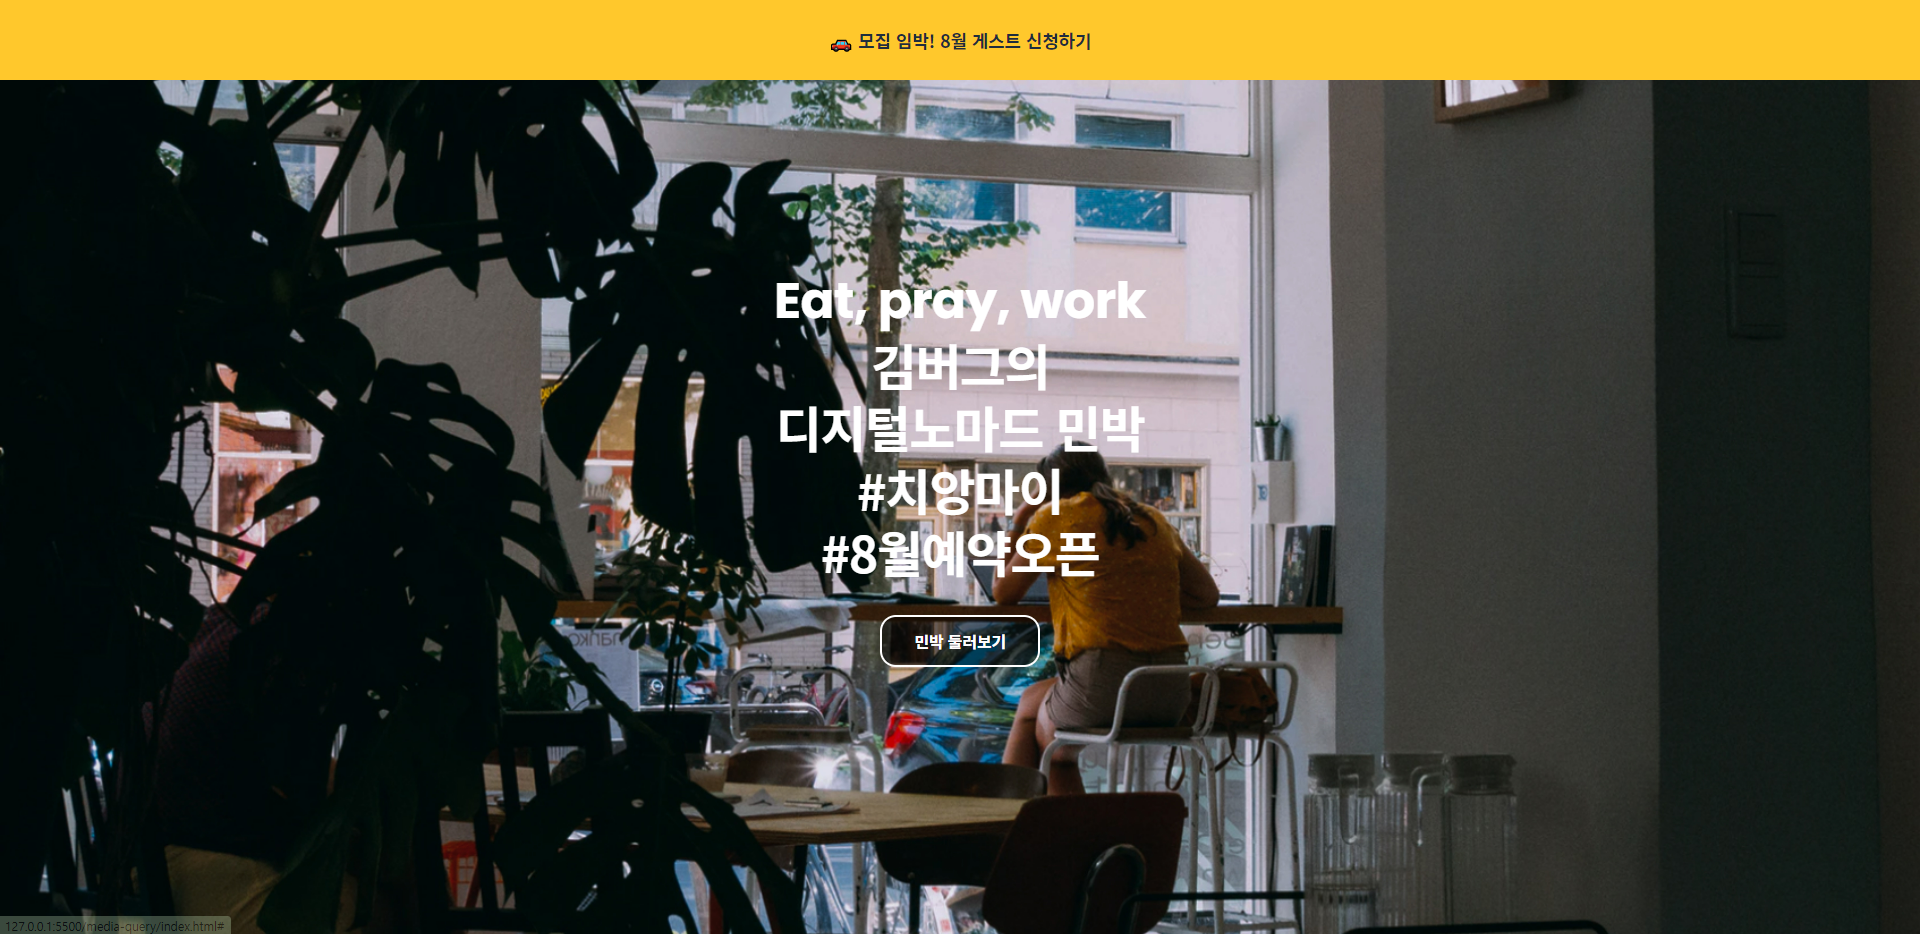 🚗 모집 임박! 8월 게스트 신청하기
Eat, pray, work
김버그의
디지털노마드 민박
#치앙마이
#8월예약오픈
민박 둘러보기
127.0.0.1:5500/media-query/index.html#